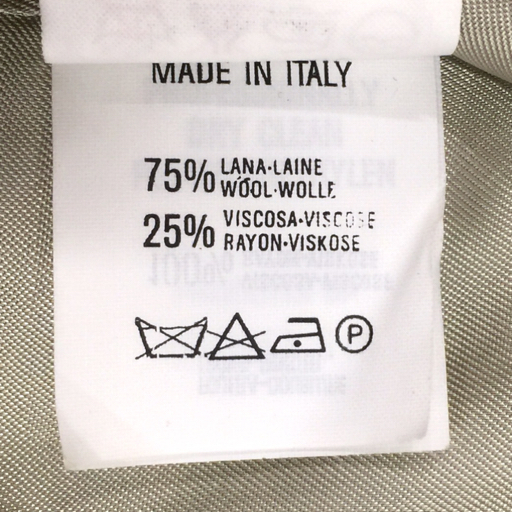 MADE IN ITALY
75% LANA·LAINE
WOOL·WOLLE
25% VISCOSA·VISCOSE
RAYON·VISKOSE
P